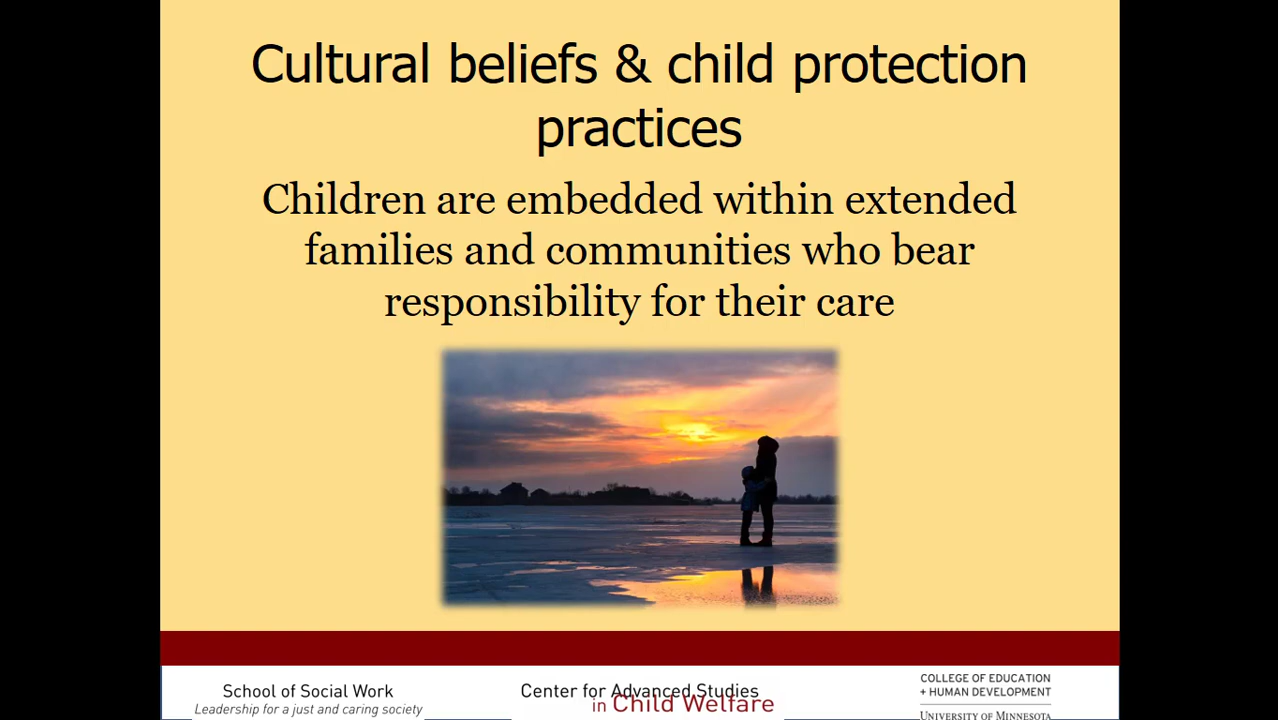 Cultural beliefs & child protection
practices
Children are embedded within extended
families and communities who bear
responsibility for their care
School of Social Work
Leadership for a just and caring society
Center for Advanced Studies
in Child Welfare
COLLEGE OF EDUCATION
+ HUMAN DEVELOPMENT
UNIVERSITY OF MINNESOTA